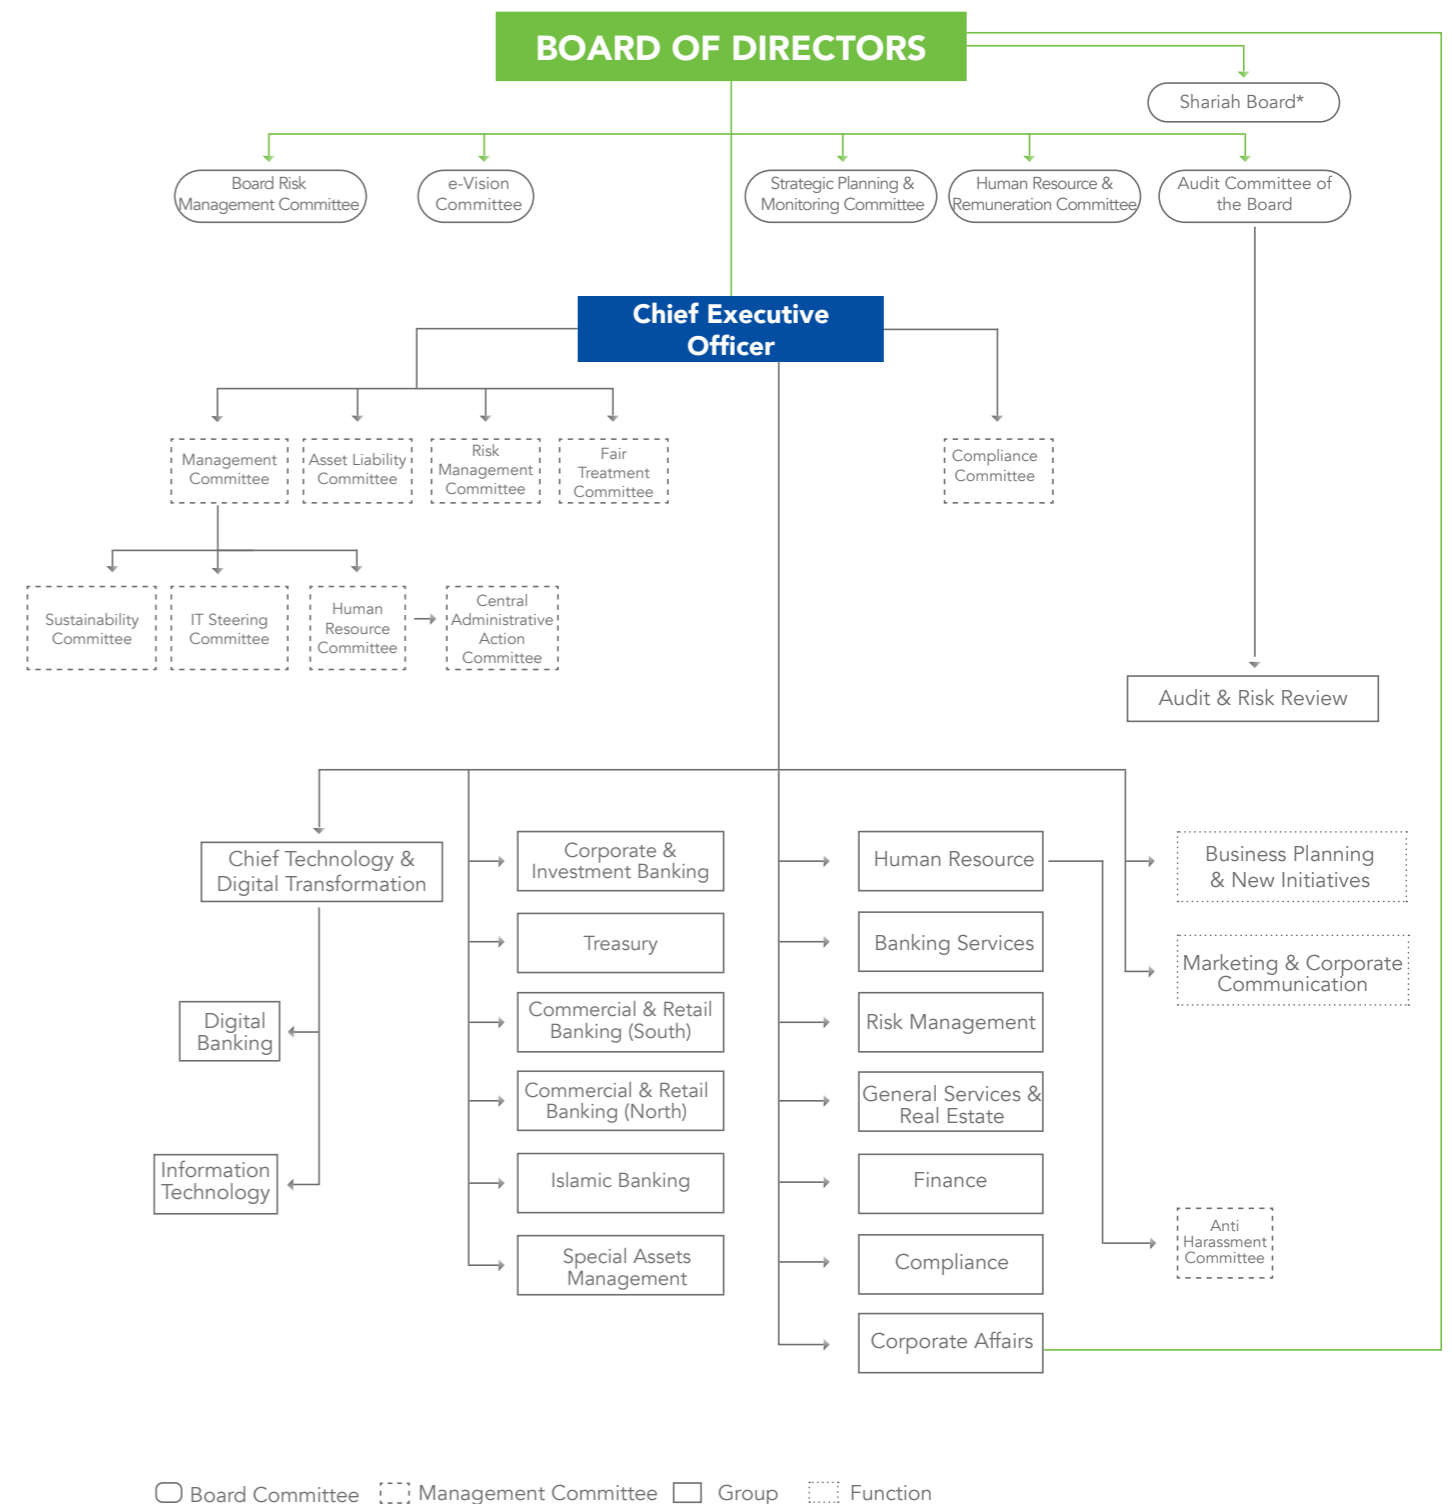 BOARD OF DIRECTORS
Shariah Board*
Board Risk
Management Committee
e-Vision
Committee
Strategic Planning &
Monitoring Committee
Human Resource &
Remuneration Committee
Audit Committee of
the Board
Chief Executive
Officer
Management
Committee
Asset Liability
Committee
Risk
Management
Committee
Fair
Treatment
Committee
Compliance
Committee
Sustainability
Committee
IT Steering
Committee
Human
Resource
Committee
Central
Administrative
Action
Committee
Audit & Risk Review
Chief Technology &
Digital Transformation
Digital
Banking
Information
Technology
Corporate &
Investment Banking
Treasury
Commercial & Retail
Banking (South)
Commercial & Retail
Banking (North)
Islamic Banking
Special Assets
Management
Human Resource
Banking Services
Risk Management
General Services &
Real Estate
Finance
Compliance
Corporate Affairs
Business Planning
& New Initiatives
Marketing & Corporate
Communication
Anti
Harassment
Committee
Board Committee Management Committee Group Function